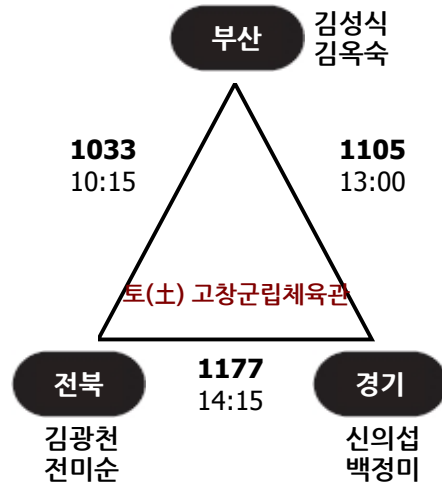 부산
김성식
김옥숙
1033
10:15
1105
13:00
토(土) 고창군립체육관
전북
1177
14:15
경기
김광천
전미순
신의섭
백정미